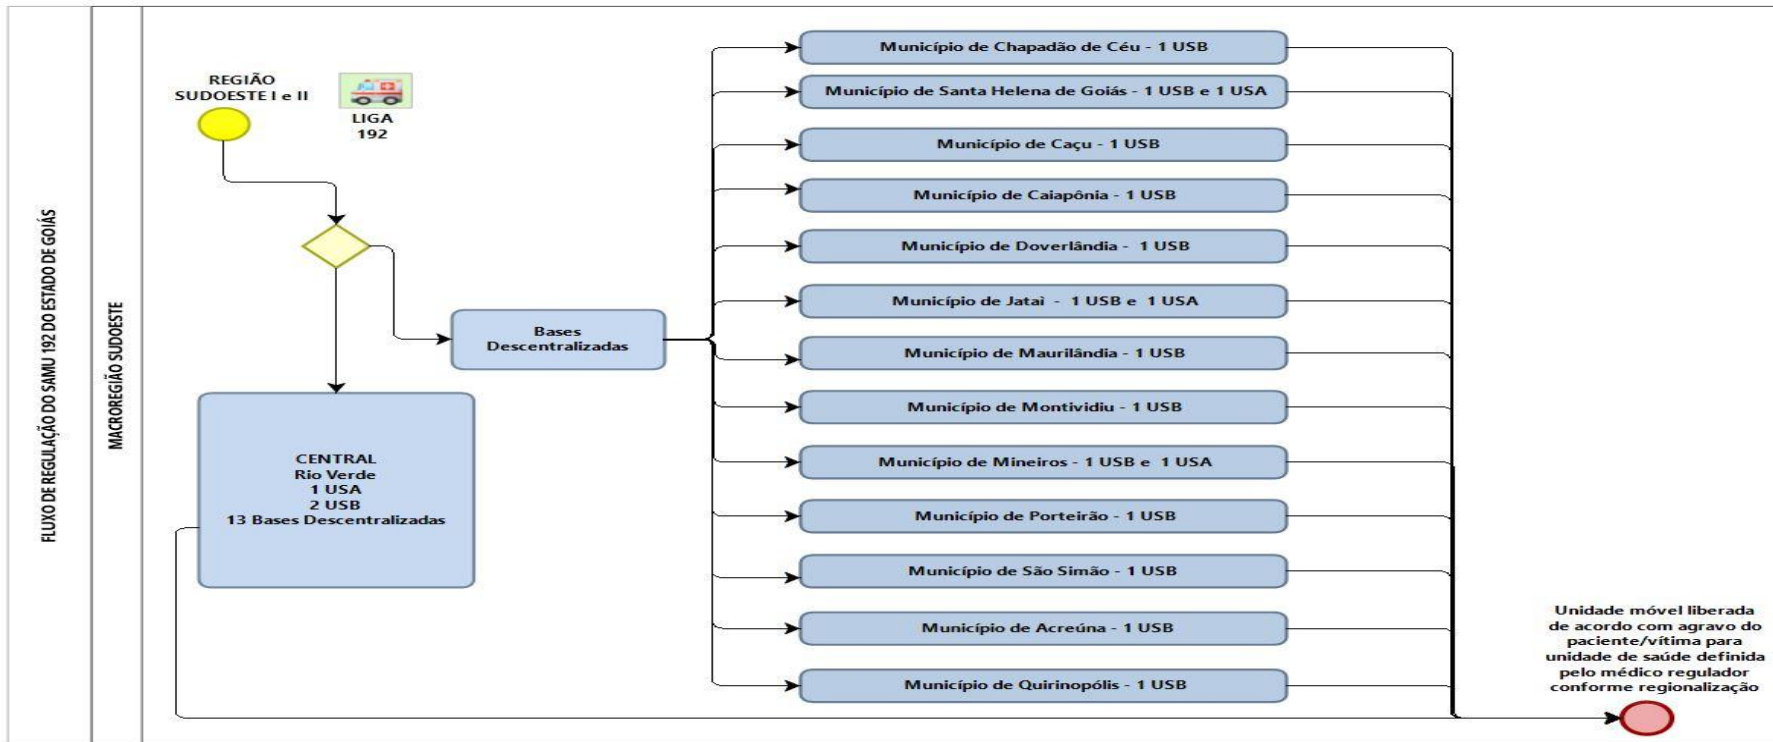 FLUXO DE REGULAÇÃO DO SAMU 192 DO ESTADO DE GOIÁS
MACROREGIÃO SUDOESTE
REGIÃO
SUDOESTE I e II
LIGA
192
Bases
Descentralizadas
CENTRAL
Rio Verde
1 USA
2 USB
13 Bases Descentralizadas
Município de Chapadão de Céu - 1 USB
Município de Santa Helena de Goiás - 1 USB e 1 USA
Município de Caçu - 1 USB
Município de Caiapônia - 1 USB
Município de Doverlândia - 1 USB
Município de Jataì - 1 USB e 1 USA
Município de Maurilândia - 1 USB
Município de Montividiu - 1 USB
Município de Mineiros - 1 USB e 1 USA
Município de Porteirão - 1 USB
Município de São Simão - 1 USB
Município de Acreúna - 1 USB
Município de Quirinopólis - 1 USB
Unidade móvel liberada
de acordo com agravo do
paciente/vítima para
unidade de saúde definida
pelo médico regulador
conforme regionalização